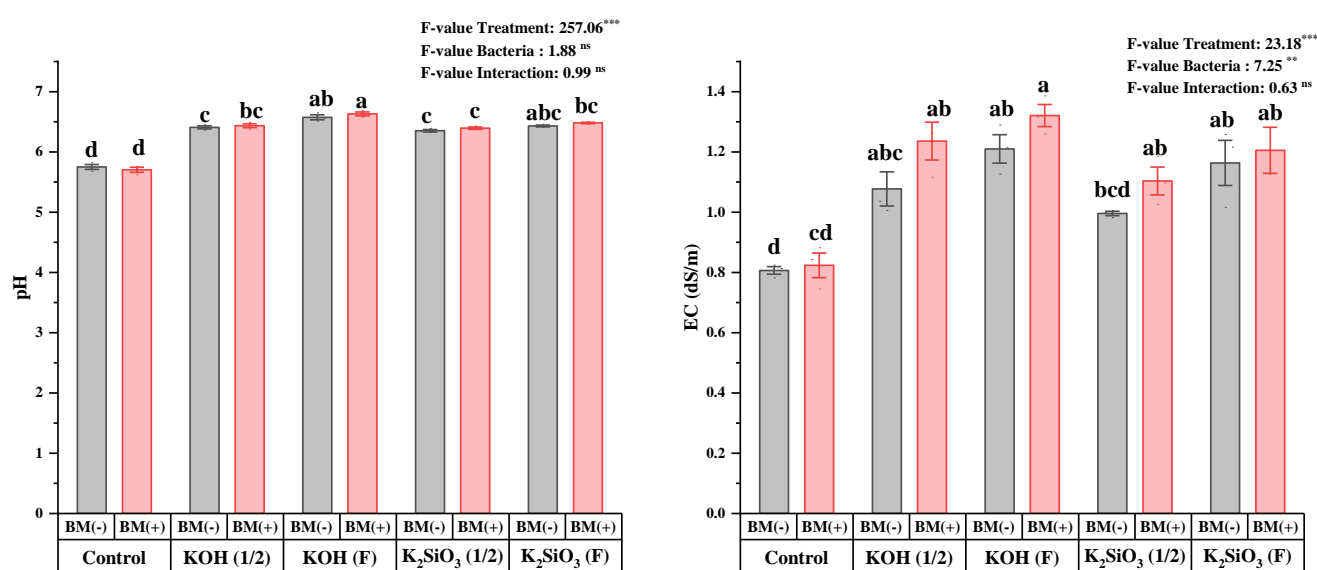 F-value Treatment: 257.06***
F-value Bacteria : 1.88 ns
F-value Interaction: 0.99 ns
7
6
5
4
3
2
1
0
pH
d d c bc ab a c c abc bc
BM(-) BM(+) BM(-) BM(+) BM(-) BM(+) BM(-) BM(+) BM(-) BM(+)
Control KOH (1/2) KOH (F) K₂SiO₃ (1/2) K₂SiO₃ (F)
F-value Treatment: 23.18***
F-value Bacteria : 7.25 **
F-value Interaction: 0.63 ns
1.4
1.2
1.0
0.8
0.6
0.4
0.2
0.0
EC (dS/m)
d cd abc ab ab a bcd ab ab ab
BM(-) BM(+) BM(-) BM(+) BM(-) BM(+) BM(-) BM(+) BM(-) BM(+)
Control KOH (1/2) KOH (F) K₂SiO₃ (1/2) K₂SiO₃ (F)